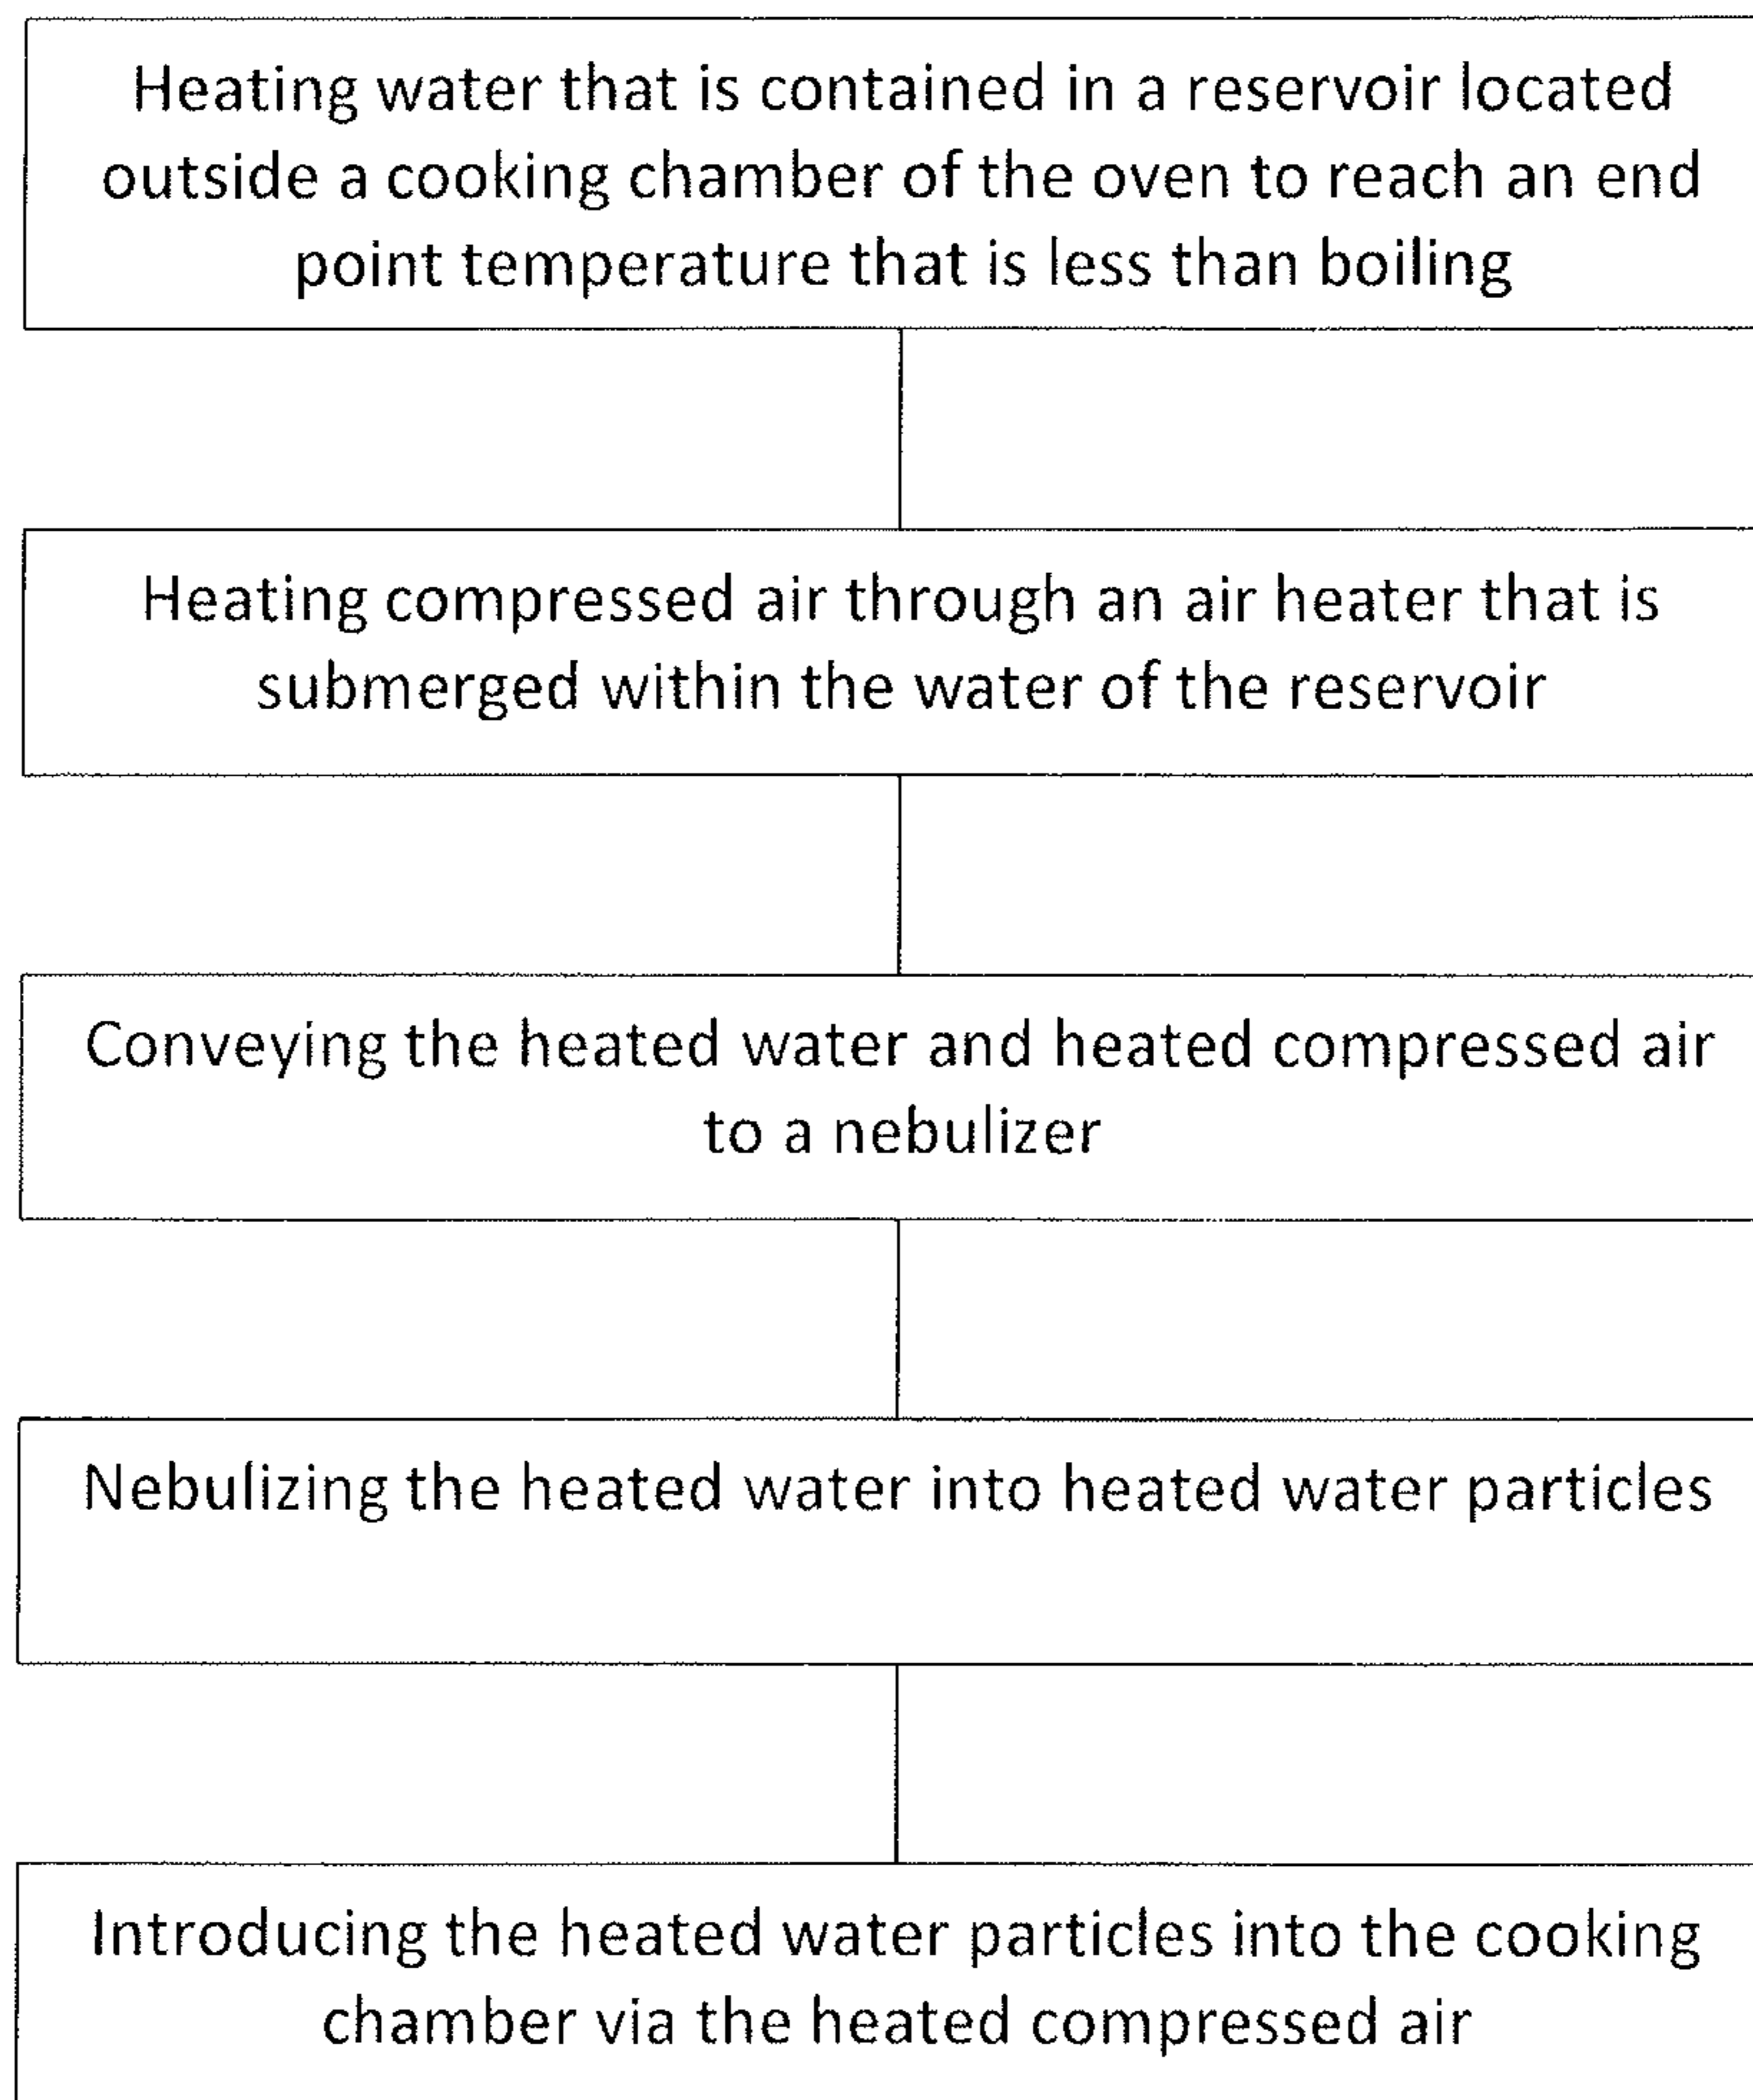 Heating water that is contained in a reservoir located
outside a cooking chamber of the oven to reach an end
point temperature that is less than boiling
Heating compressed air through an air heater that is
submerged within the water of the reservoir
Conveying the heated water and heated compressed air
to a nebulizer
Nebulizing the heated water into heated water particles
Introducing the heated water particles into the cooking
chamber via the heated compressed air